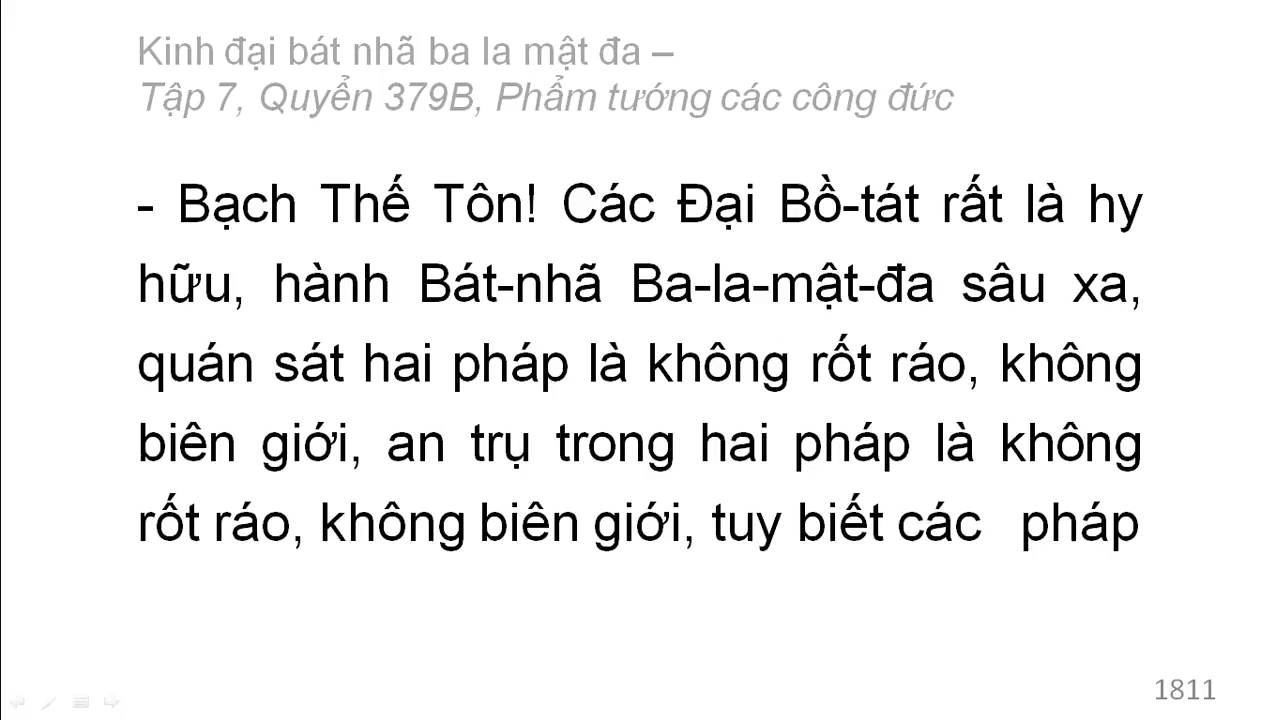 Kinh đại bát nhã ba la mật đa –
Tập 7, Quyển 379B, Phẩm tướng các công đức
- Bạch Thế Tôn! Các Đại Bồ-tát rất là hy
hữu, hành Bát-nhã Ba-la-mật-đa sâu xa,
quán sát hai pháp là không rốt ráo, không
biên giới, an trụ trong hai pháp là không
rốt ráo, không biên giới, tuy biết các pháp
1811